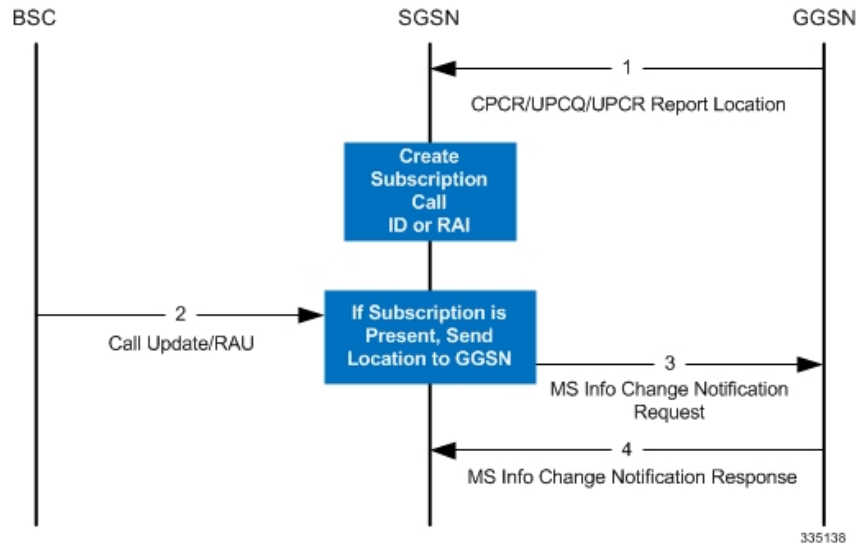 BSC
SGSN
GGSN
1
CPCR/UPCQ/UPCR Report Location
Create
Subscription
Call
ID or RAI
2
Call Update/RAU
If Subscription is
Present, Send
Location to GGSN
3
MS Info Change Notification
Request
4
MS Info Change Notification Response
335138